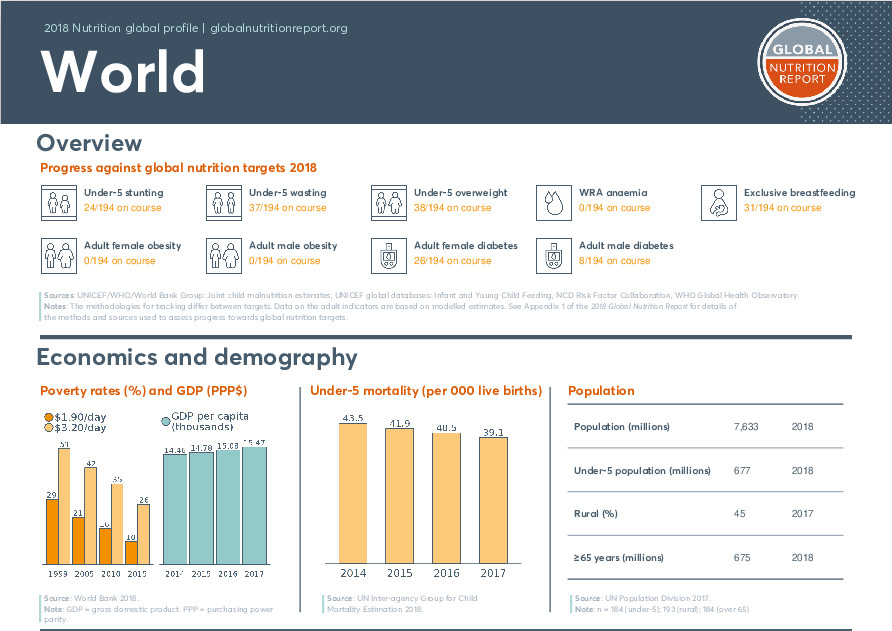 2018 Nutrition global profile | globalnutritionreport.org
World
GLOBAL
NUTRITION
REPORT
Overview
Progress against global nutrition targets 2018
Under-5 stunting
24/194 on course
Under-5 wasting
37/194 on course
Under-5 overweight
38/194 on course
WRA anaemia
0/194 on course
Exclusive breastfeeding
31/194 on course
Adult female obesity
0/194 on course
Adult male obesity
0/194 on course
Adult female diabetes
26/194 on course
Adult male diabetes
8/194 on course
Sources: UNICEF/WHO/World Bank Group: Joint child malnutrition estimates, UNICEF global databases: Infant and Young Child Feeding, NCD Risk Factor Collaboration, WHO Global Health Observatory.
Notes: The methodologies for tracking differ between targets. Data on the adult indicators are based on modelled estimates. See Appendix 1 of the 2018 Global Nutrition Report for details of
the methods and sources used to assess progress towards global nutrition targets.
Economics and demography
Poverty rates (%) and GDP (PPP$)
$1.90/day
$3.20/day
29
21
16
10
42
35
26
1999 2005 2010 2015
GDP per capita
(thousands)
14.46 14.78 15.08 15.47
2014 2015 2016 2017
Source: World Bank 2018.
Note: GDP = gross domestic product. PPP = purchasing power
parity.
Under-5 mortality (per 000 live births)
43.5 41.9 40.5 39.1
2014 2015 2016 2017
Source: UN Inter-agency Group for Child
Mortality Estimation 2018.
Population
Population (millions) 7,633 2018
Under-5 population (millions) 677 2018
Rural (%) 45 2017
≥65 years (millions) 675 2018
Source: UN Population Division 2017.
Note: n = 184 (under-5); 193 (rural); 184 (over 65)